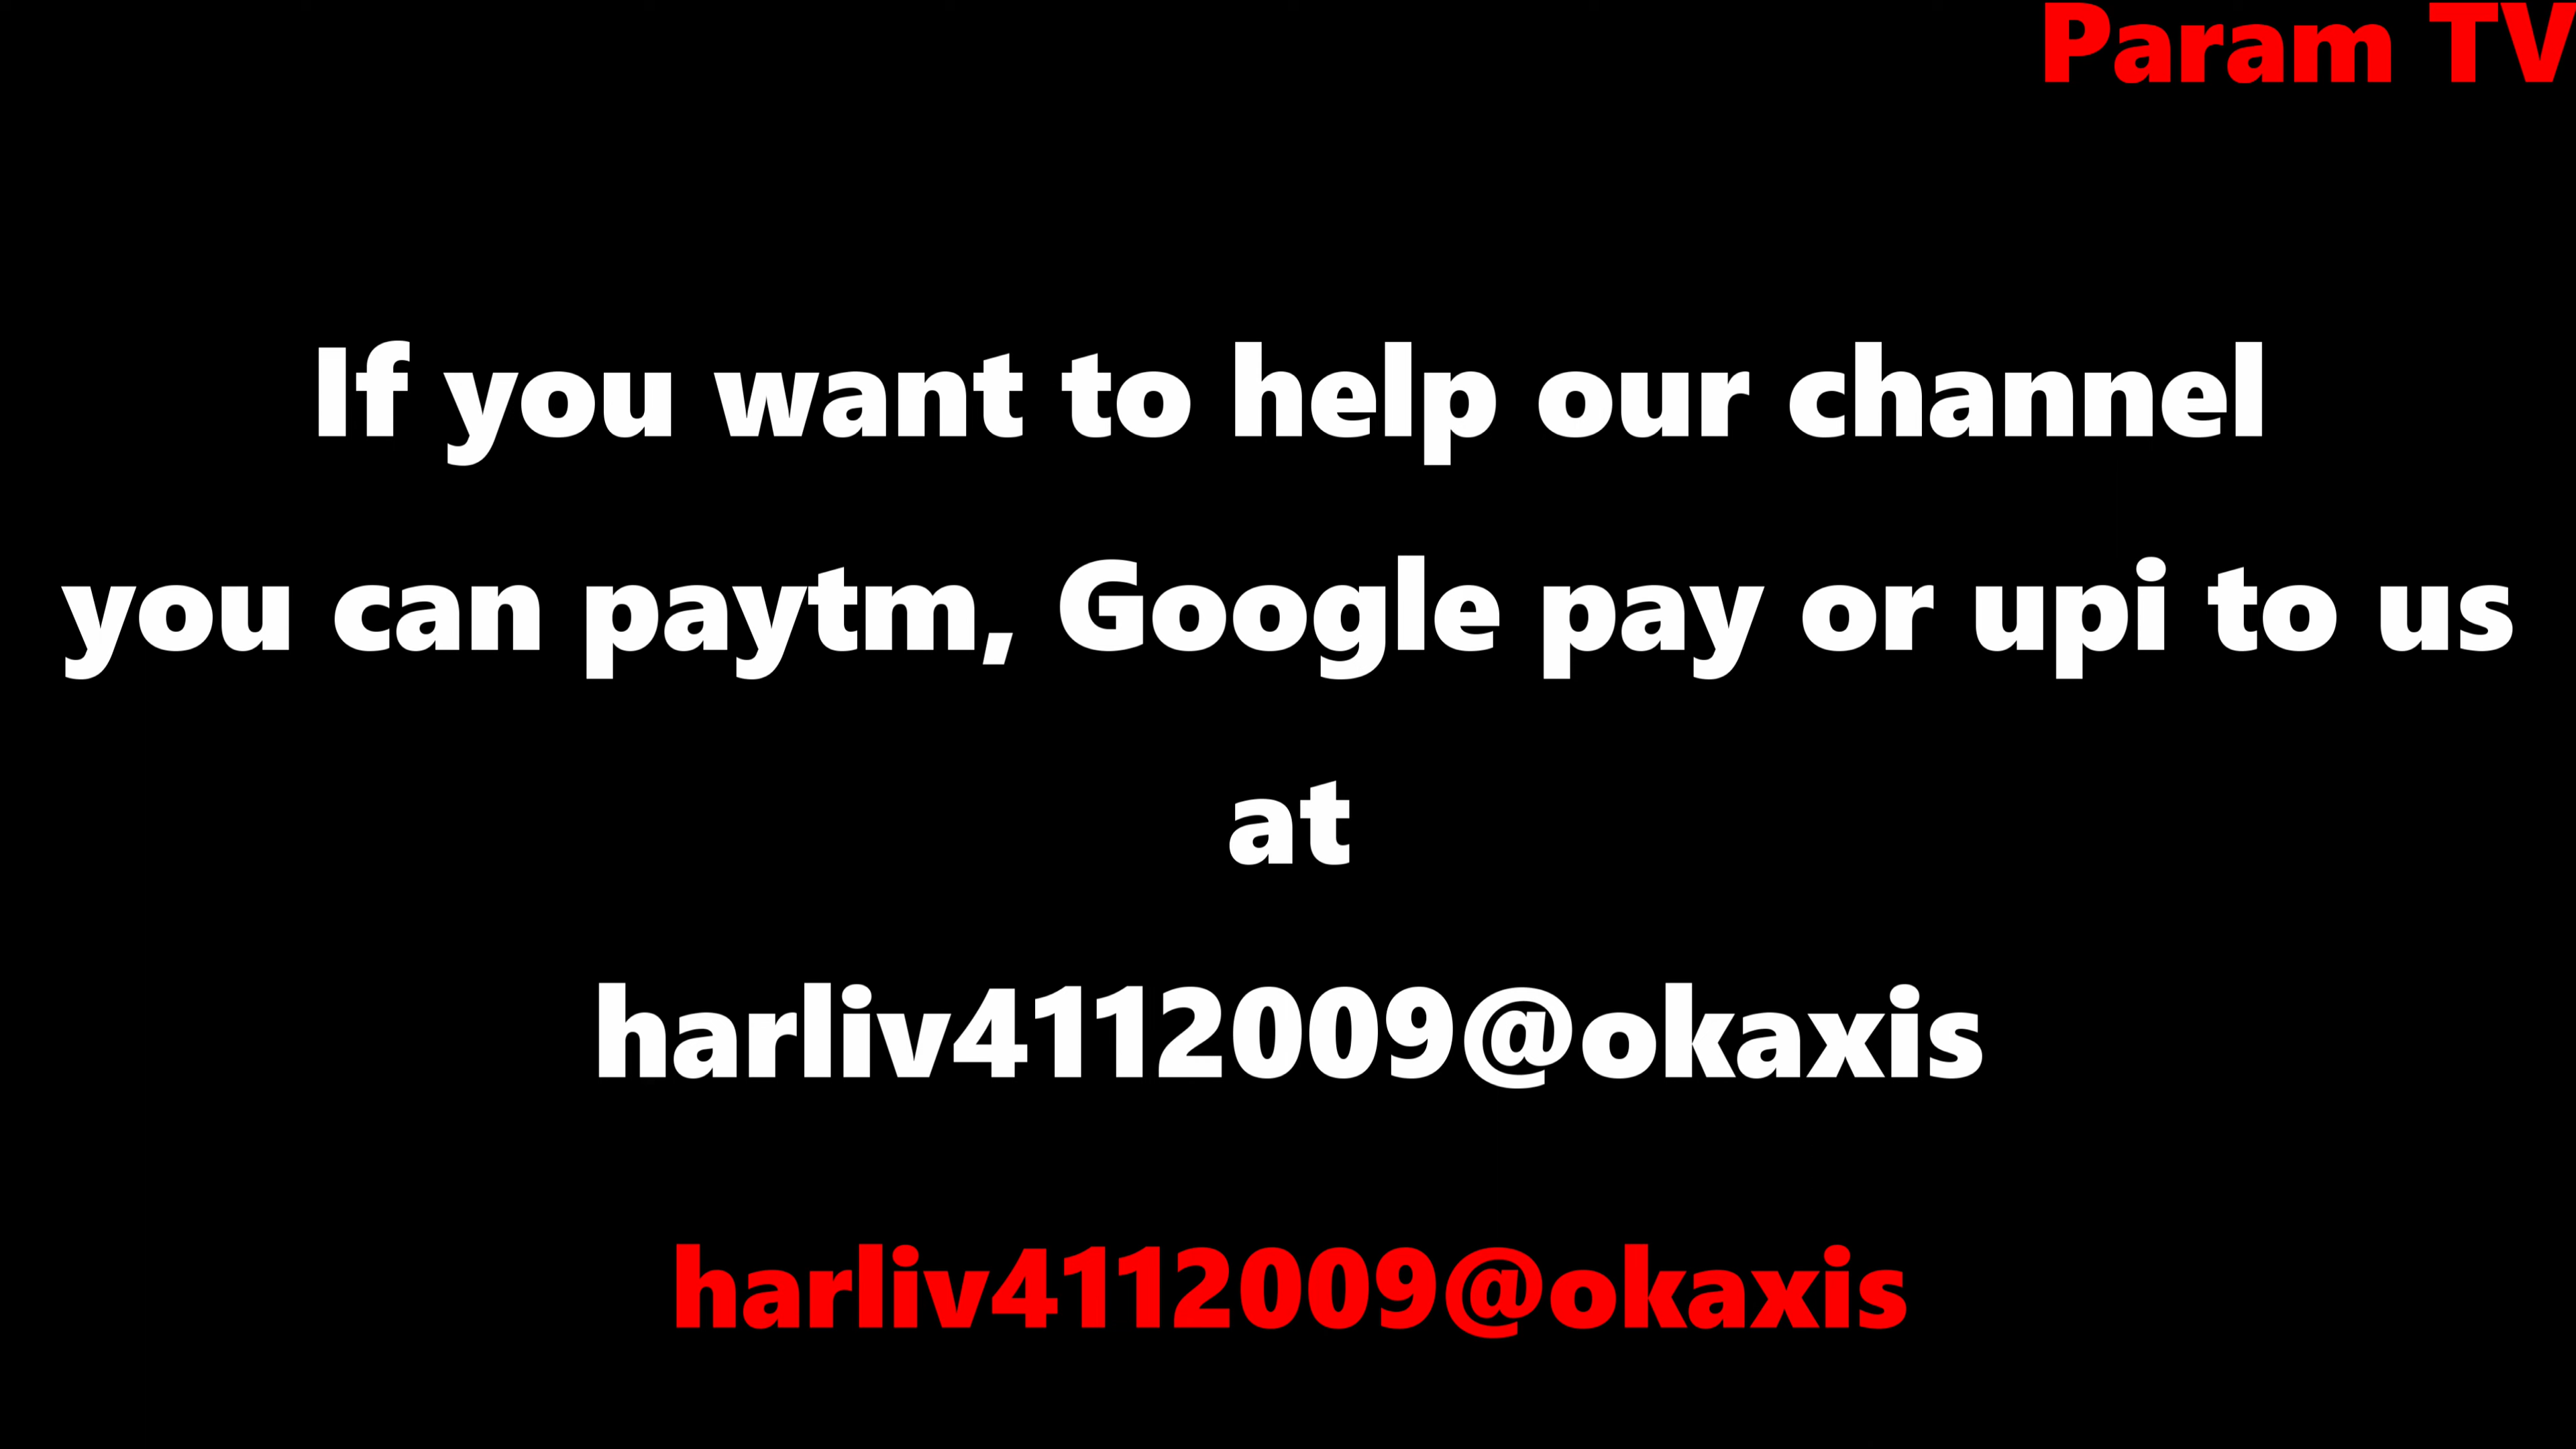 Param TV
If you want to help our channel
you can paytm, Google pay or upi to us
at
harliv4112009@okaxis
harliv4112009@okaxis